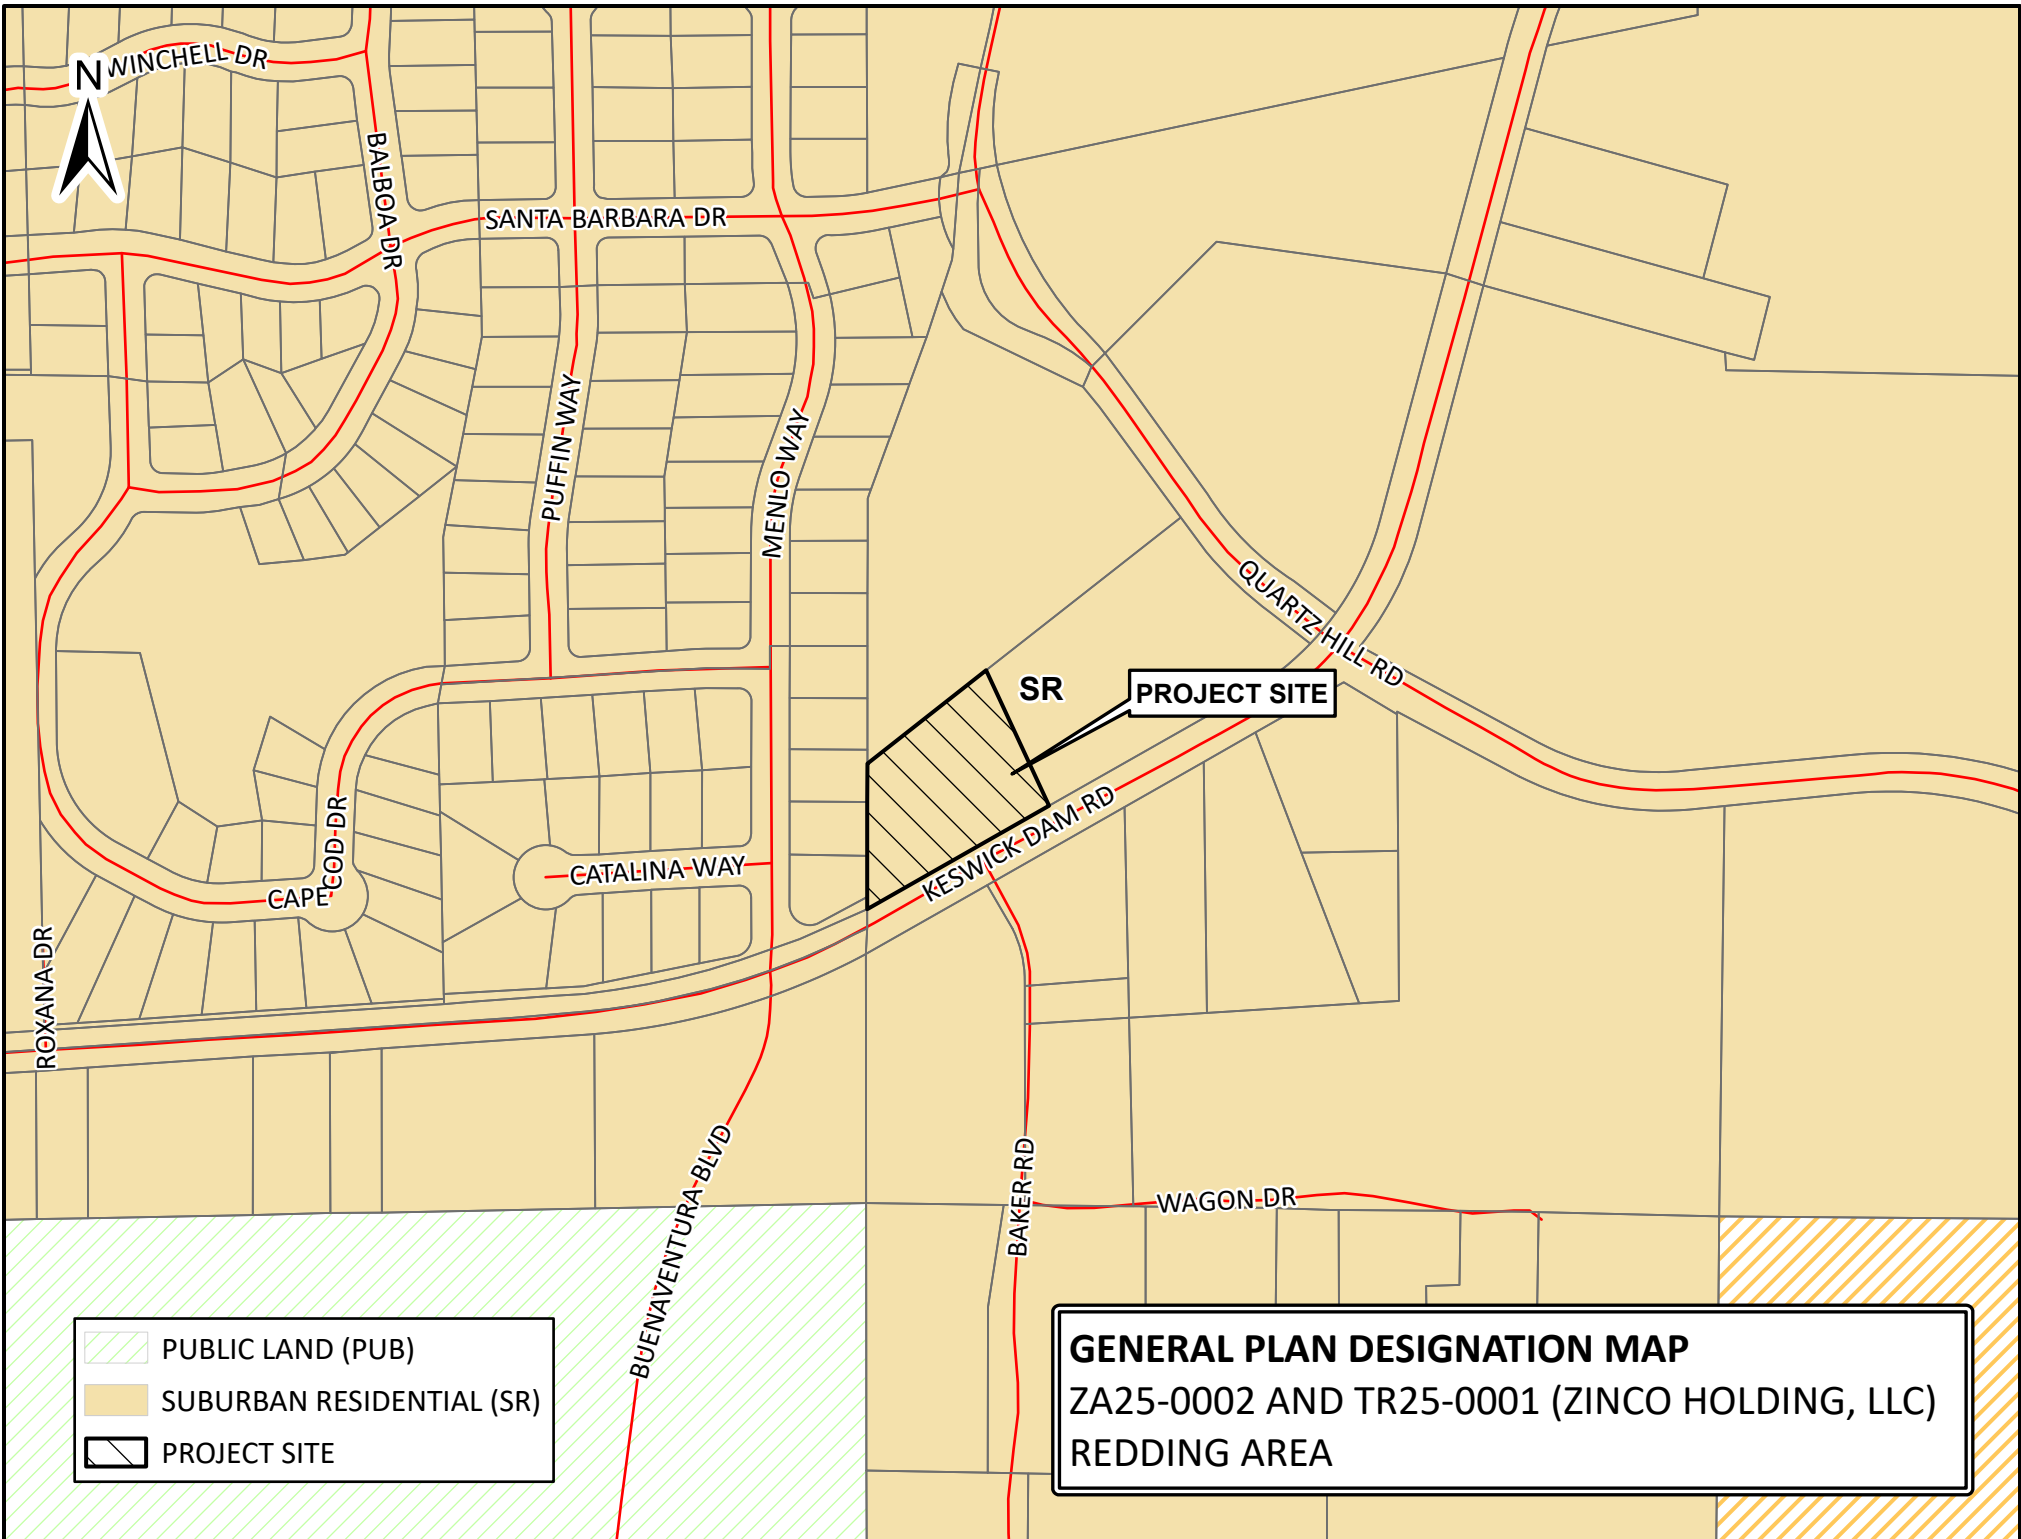 WINCHELL DR
N
BALBOA DR
SANTA BARBARA DR
PUFFIN WAY
MENLO WAY
QUARTZ HILL RD
SR
PROJECT SITE
KESWICK DAM RD
CAPE COD DR
CATALINA WAY
ROXANA DR
BUENAVENTURA BLVD
BAKER RD
WAGON DR
PUBLIC LAND (PUB)
SUBURBAN RESIDENTIAL (SR)
PROJECT SITE
GENERAL PLAN DESIGNATION MAP
ZA25-0002 AND TR25-0001 (ZINCO HOLDING, LLC)
REDDING AREA